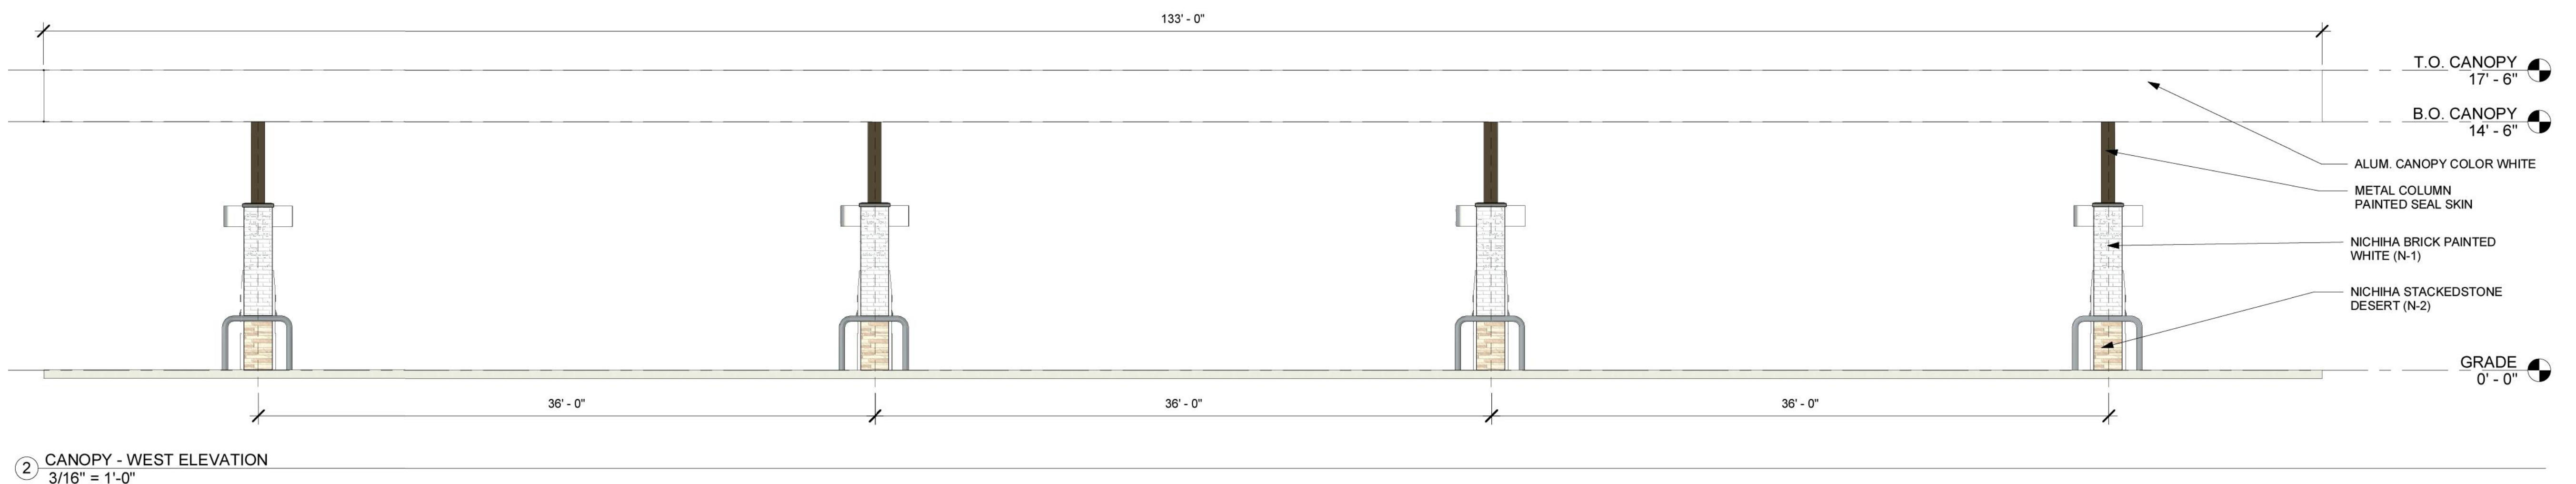 133' - 0"
T.O. CANOPY
17' - 6"
B.O. CANOPY
14' - 6"
ALUM. CANOPY COLOR WHITE
METAL COLUMN
PAINTED SEAL SKIN
NICHIHA BRICK PAINTED
WHITE (N-1)
NICHIHA STACKEDSTONE
DESERT (N-2)
GRADE
0' - 0"
36' - 0"
36' - 0"
36' - 0"
2
CANOPY - WEST ELEVATION
3/16" = 1'-0"